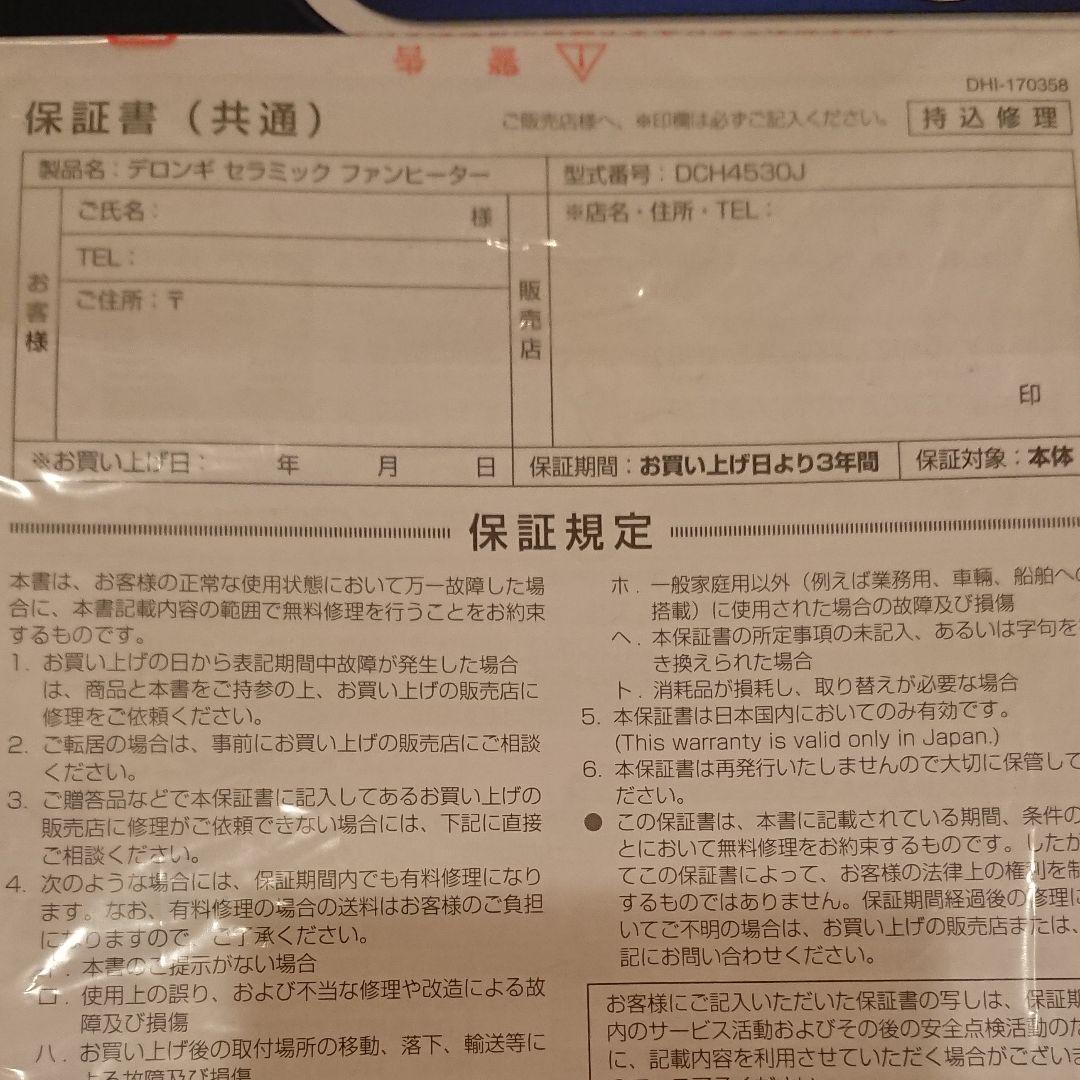 警告
DHI-170358
保証書（共通）
ご販売店様へ、※印欄は必ずご記入ください。
持込修理
製品名：デロンギ セラミック ファンヒーター
型式番号：DCH4530J
お客様
ご氏名：
様
TEL：
ご住所：〒
販売店
※店名・住所・TEL：
印
※お買い上げ日：　年　月　日
保証期間：お買い上げ日より3年間
保証対象：本体
保証規定
本書は、お客様の正常な使用状態において万一故障した場
合に、本書記載内容の範囲で無料修理を行うことをお約束
するものです。
1. お買い上げの日から表記期間中故障が発生した場合
は、商品と本書をご持参の上、お買い上げの販売店に
修理をご依頼ください。
2. ご転居の場合は、事前にお買い上げの販売店にご相談
ください。
3. ご贈答品などで本保証書に記入してあるお買い上げの
販売店に修理がご依頼できない場合には、下記に直接
ご相談ください。
4. 次のような場合には、保証期間内でも有料修理になり
ます。なお、有料修理の場合の送料はお客様のご負担
になりますので、ご了承ください。
イ. 本書のご提示がない場合
ロ. 使用上の誤り、および不当な修理や改造による故
障及び損傷
ハ. お買い上げ後の取付場所の移動、落下、輸送等に
よる故障及び損傷
ホ. 一般家庭用以外（例えば業務用、車輛、船舶への
搭載）に使用された場合の故障及び損傷
ヘ. 本保証書の所定事項の未記入、あるいは字句を
き換えられた場合
ト. 消耗品が損耗し、取り替えが必要な場合
5. 本保証書は日本国内においてのみ有効です。
(This warranty is valid only in Japan.)
6. 本保証書は再発行いたしませんので大切に保管して
ださい。
● この保証書は、本書に記載されている期間、条件の
とにおいて無料修理をお約束するものです。したが
てこの保証書によって、お客様の法律上の権利を制
するものではありません。保証期間経過後の修理に
いてご不明の場合は、お買い上げの販売店または、
記にお問い合わせください。
お客様にご記入いただいた保証書の写しは、保証期
内のサービス活動およびその後の安全点検活動のた
に、記載内容を利用させていただく場合がございま